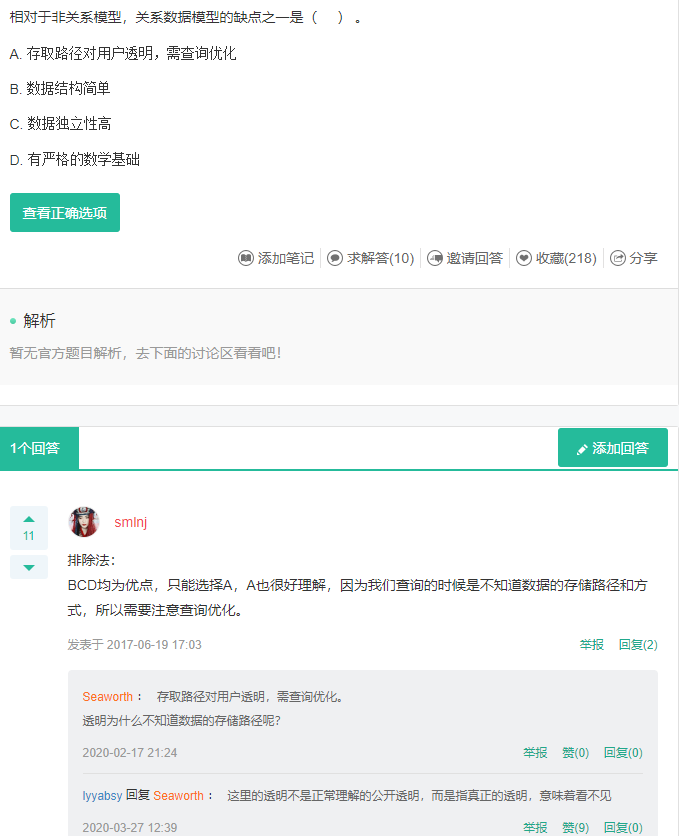 相对于非关系模型，关系数据模型的缺点之一是（ ） 。
A. 存取路径对用户透明，需查询优化
B. 数据结构简单
C. 数据独立性高
D. 有严格的数学基础
查看正确选项
添加笔记 求解答(10) 邀请回答 收藏(218) 分享
解析
暂无官方题目解析，去下面的讨论区看看吧！
1个回答 添加回答
11
smlnj
排除法：
BCD均为优点，只能选择A，A也很好理解，因为我们查询的时候是不知道数据的存储路径和方
式，所以需要注意查询优化。
发表于 2017-06-19 17:03 举报 回复(2)
Seaworth： 存取路径对用户透明，需查询优化。
透明为什么不知道数据的存储路径呢？
2020-02-17 21:24 举报 赞(0) 回复(0)
lyyabsy 回复 Seaworth： 这里的透明不是正常理解的公开透明，而是指真正的透明，意味着看不见
2020-03-27 12:39 举报 赞(9) 回复(0)